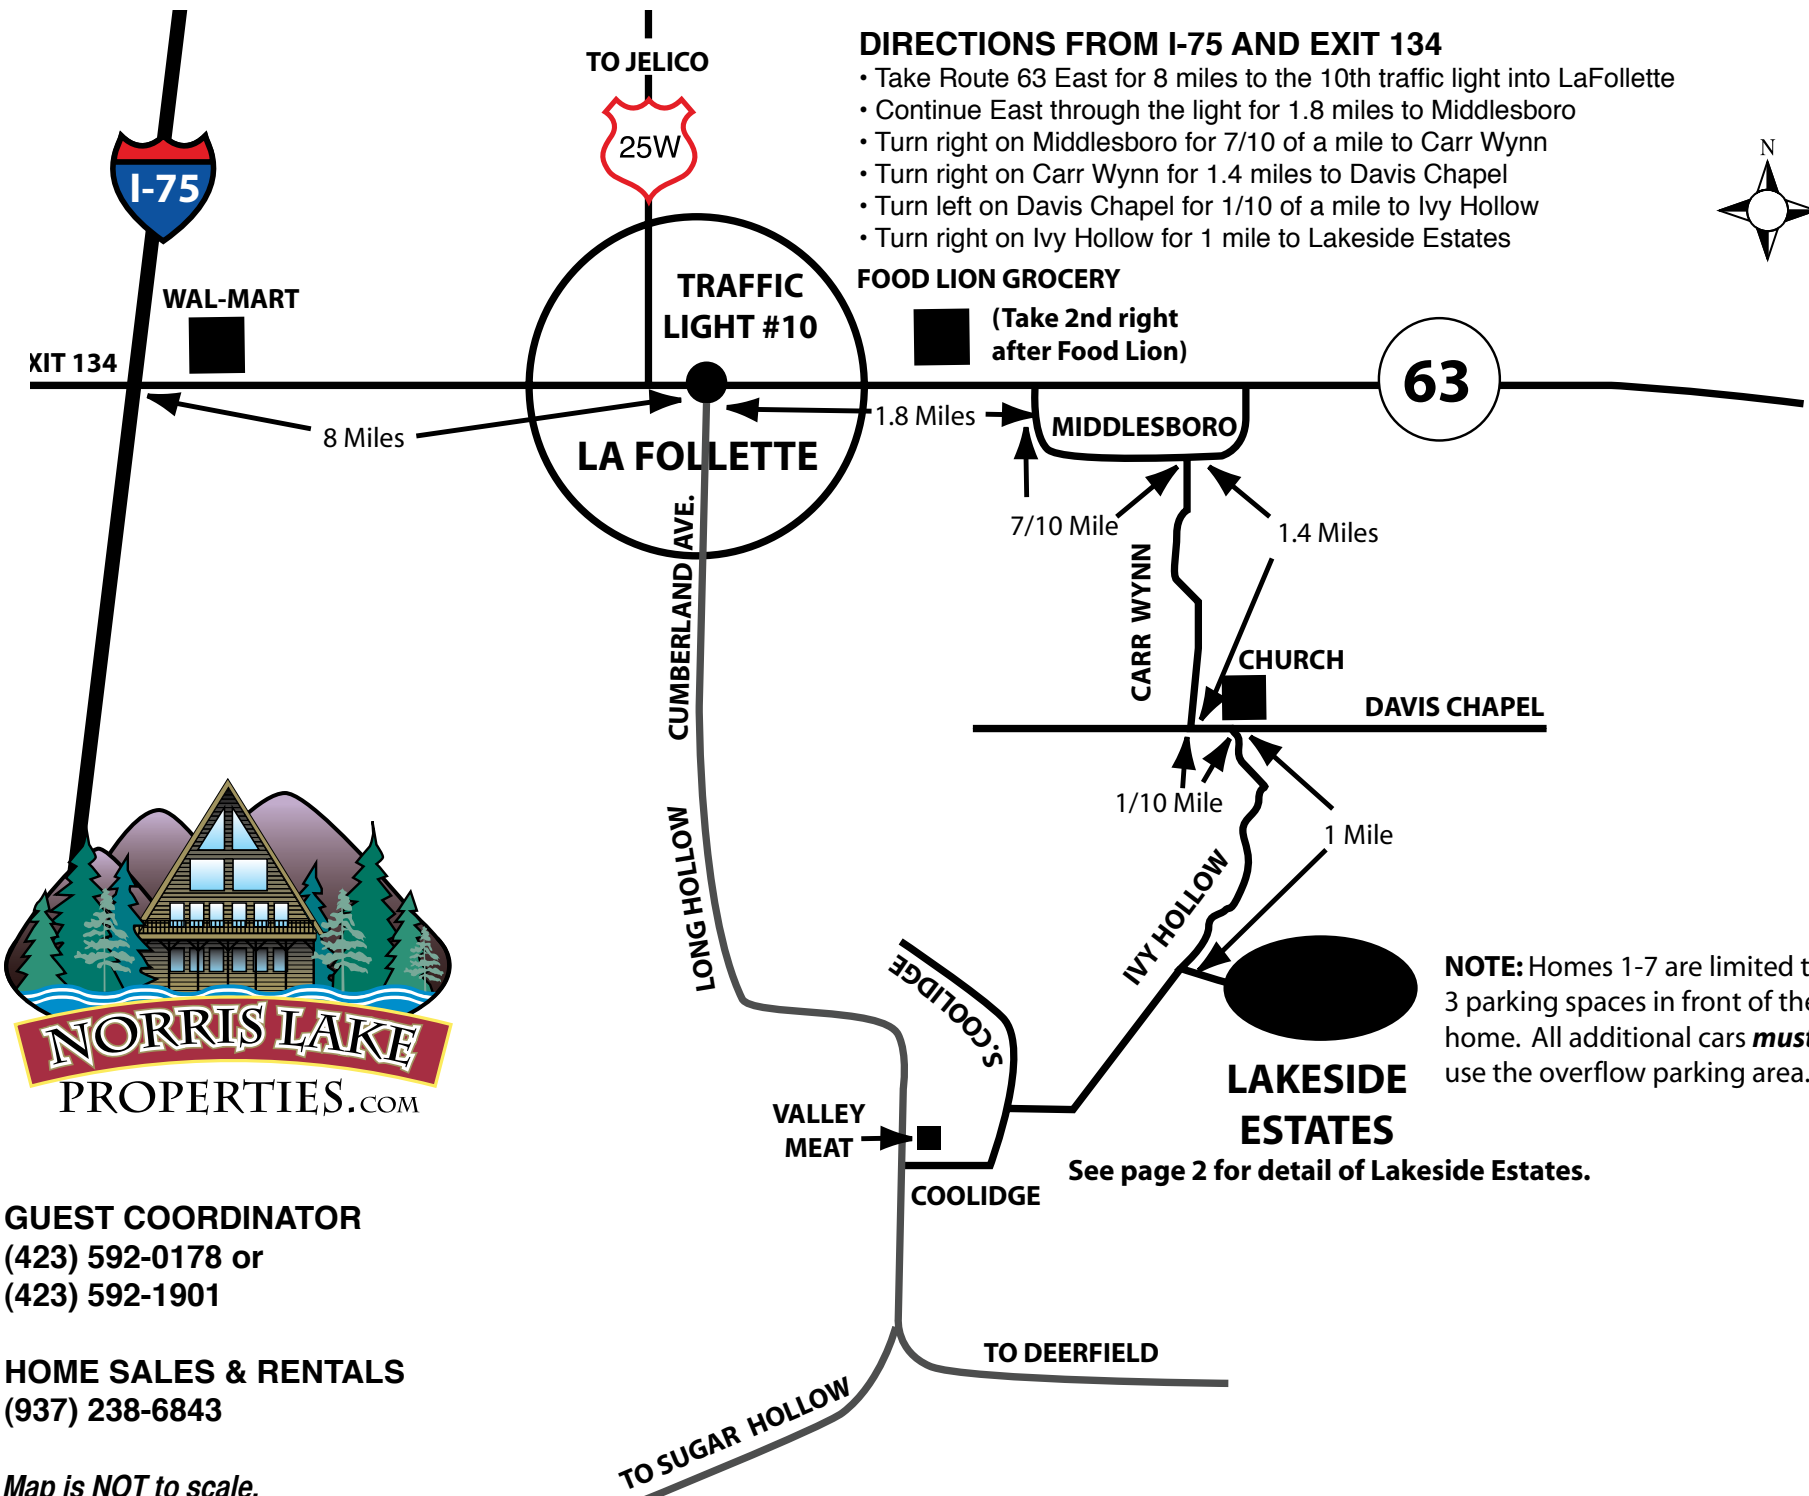 TO JELICO
25W
DIRECTIONS FROM I-75 AND EXIT 134
• Take Route 63 East for 8 miles to the 10th traffic light into LaFollette
• Continue East through the light for 1.8 miles to Middlesboro
• Turn right on Middlesboro for 7/10 of a mile to Carr Wynn
• Turn right on Carr Wynn for 1.4 miles to Davis Chapel
• Turn left on Davis Chapel for 1/10 of a mile to Ivy Hollow
• Turn right on Ivy Hollow for 1 mile to Lakeside Estates
N
I-75
WAL-MART
XIT 134
TRAFFIC
LIGHT #10
FOOD LION GROCERY
(Take 2nd right
after Food Lion)
63
8 Miles
1.8 Miles
MIDDLESBORO
LA FOLLETTE
7/10 Mile
1.4 Miles
CUMBERLAND AVE.
CARR WYNN
CHURCH
DAVIS CHAPEL
1/10 Mile
1 Mile
LONG HOLLOW
IVY HOLLOW
S.COOLIDGE
NOTE: Homes 1-7 are limited t
3 parking spaces in front of the
home. All additional cars must
use the overflow parking area.
LAKESIDE
ESTATES
See page 2 for detail of Lakeside Estates.
VALLEY
MEAT
COOLIDGE
NORRIS LAKE
PROPERTIES.COM
GUEST COORDINATOR
(423) 592-0178 or
(423) 592-1901
HOME SALES & RENTALS
(937) 238-6843
TO DEERFIELD
TO SUGAR HOLLOW
Map is NOT to scale.